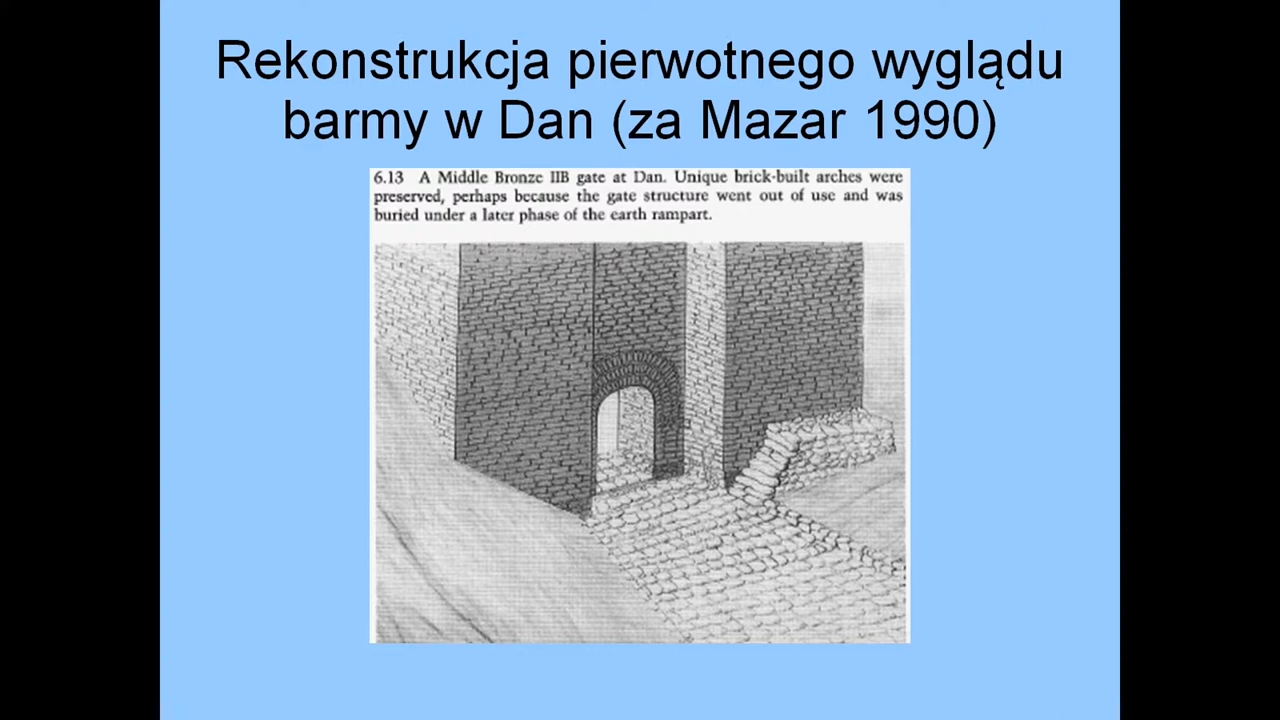 Rekonstrukcja pierwotnego wyglądu
barmy w Dan (za Mazar 1990)
6.13 A Middle Bronze IIB gate at Dan. Unique brick-built arches were
preserved, perhaps because the gate structure went out of use and was
buried under a later phase of the earth rampart.